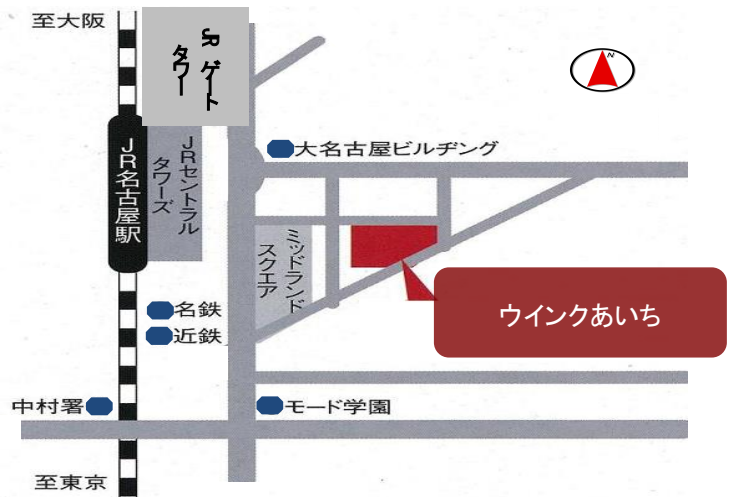 至大阪
JRゲート
タワー
N
大名古屋ビルヂング
JR名古屋駅
JRセントラル
タワーズ
ミッドランド
スクエア
ウインクあいち
名鉄
近鉄
中村署
モード学園
至東京